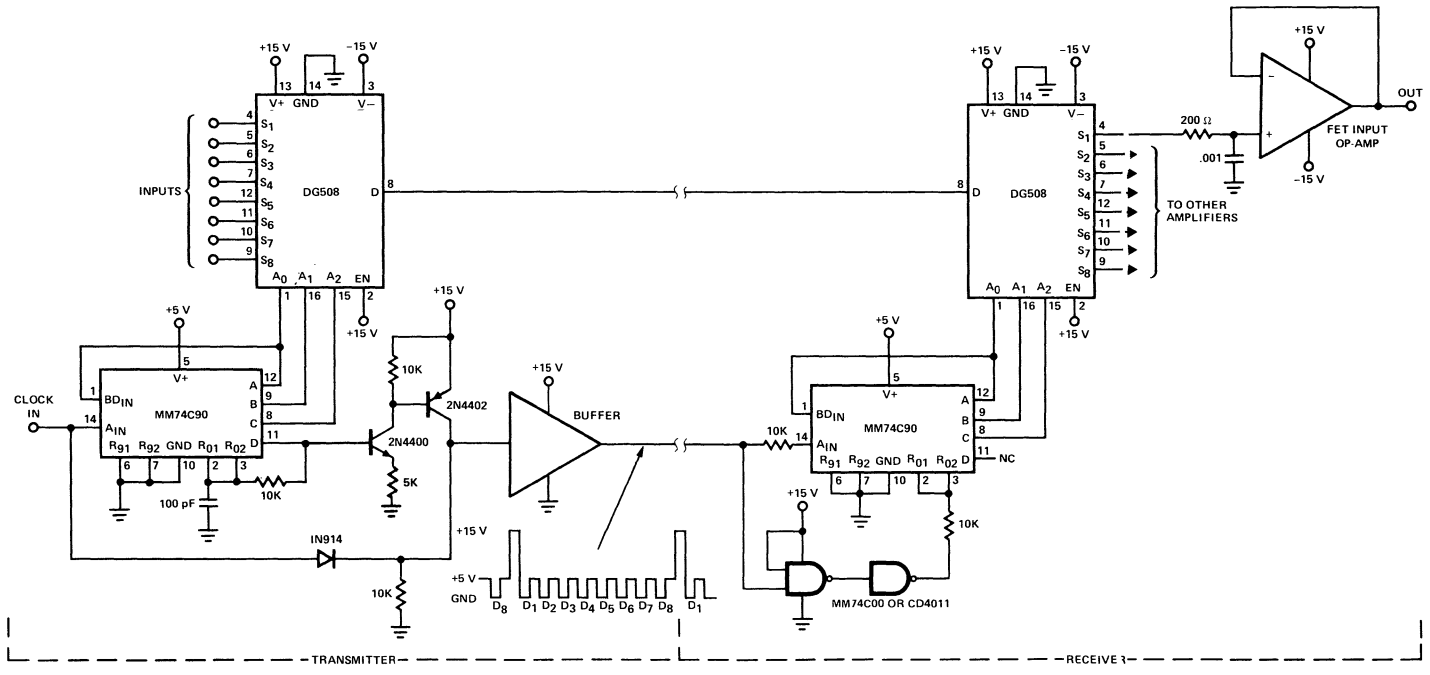 +15 V
-15 V
13
14
3
V+
GND
V-
INPUTS
4
S1
5
S2
6
S3
7
S4
12
S5
11
S6
10
S7
9
S8
DG508
D
8
A0
A1
A2
EN
1
16
15
2
+15 V
+5 V
5
V+
CLOCK
IN
1
BDIN
14
AIN
MM74C90
A
12
B
9
C
8
D
11
R91
R92
GND
R01
R02
6
7
10
2
3
100 pF
10K
10K
+15 V
2N4402
2N4400
5K
IN914
10K
+15 V
BUFFER
+15 V
+5 V
GND
D8
D1
D2
D3
D4
D5
D6
D7
D8
D1
TRANSMITTER
+15 V
-15 V
13
14
3
V+
GND
V-
8
D
DG508
S1
4
S2
5
S3
6
S4
7
S5
12
S6
11
S7
10
S8
9
A0
A1
A2
EN
1
16
15
2
+15 V
200 Ω
.001
+15 V
-
+
-15 V
OUT
FET INPUT
OP-AMP
TO OTHER
AMPLIFIERS
+5 V
5
V+
1
BDIN
10K
14
AIN
MM74C90
A
12
B
9
C
8
D
11
NC
R91
R92
GND
R01
R02
6
7
10
2
3
10K
+15 V
MM74C00 OR CD4011
RECEIVER